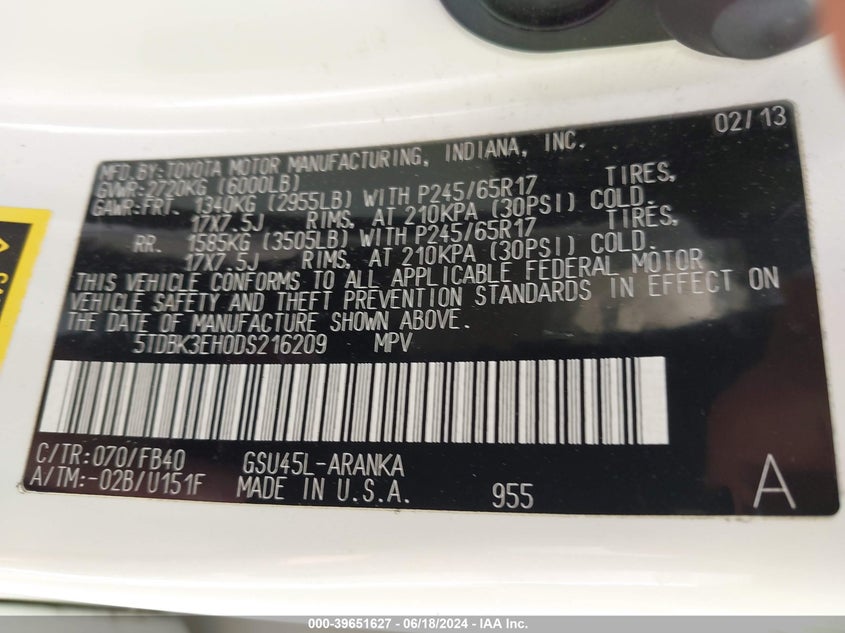 02/13
MFD.BY:TOYOTA MOTOR MANUFACTURING, INDIANA, INC.
GVWR:2720KG (6000LB)
GAWR:FRT. 1340KG (2955LB) WITH P245/65R17 TIRES,
17X7.5J RIMS, AT 210KPA (30PSI) COLD.
RR. 1585KG (3505LB) WITH P245/65R17 TIRES,
17X7.5J RIMS, AT 210KPA (30PSI) COLD.
THIS VEHICLE CONFORMS TO ALL APPLICABLE FEDERAL MOTOR
VEHICLE SAFETY AND THEFT PREVENTION STANDARDS IN EFFECT ON
THE DATE OF MANUFACTURE SHOWN ABOVE.
5TDBK3EH0DS216209 MPV
C/TR:070/FB40 GSU45L-ARANKA
A/TM:-02B/U151F MADE IN U.S.A. 955 A
000-39651627 - 06/18/2024 - IAA Inc.